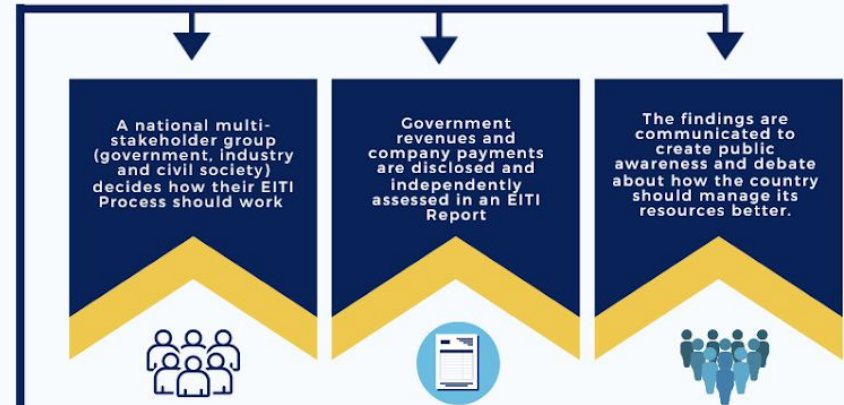 A national multi-
stakeholder group
(government, industry
and civil society)
decides how their EITI
Process should work
Government
revenues and
company payments
are disclosed and
independently
assessed in an EITI
Report
The findings are
communicated to
create public
awareness and debate
about how the country
should manage its
resources better.